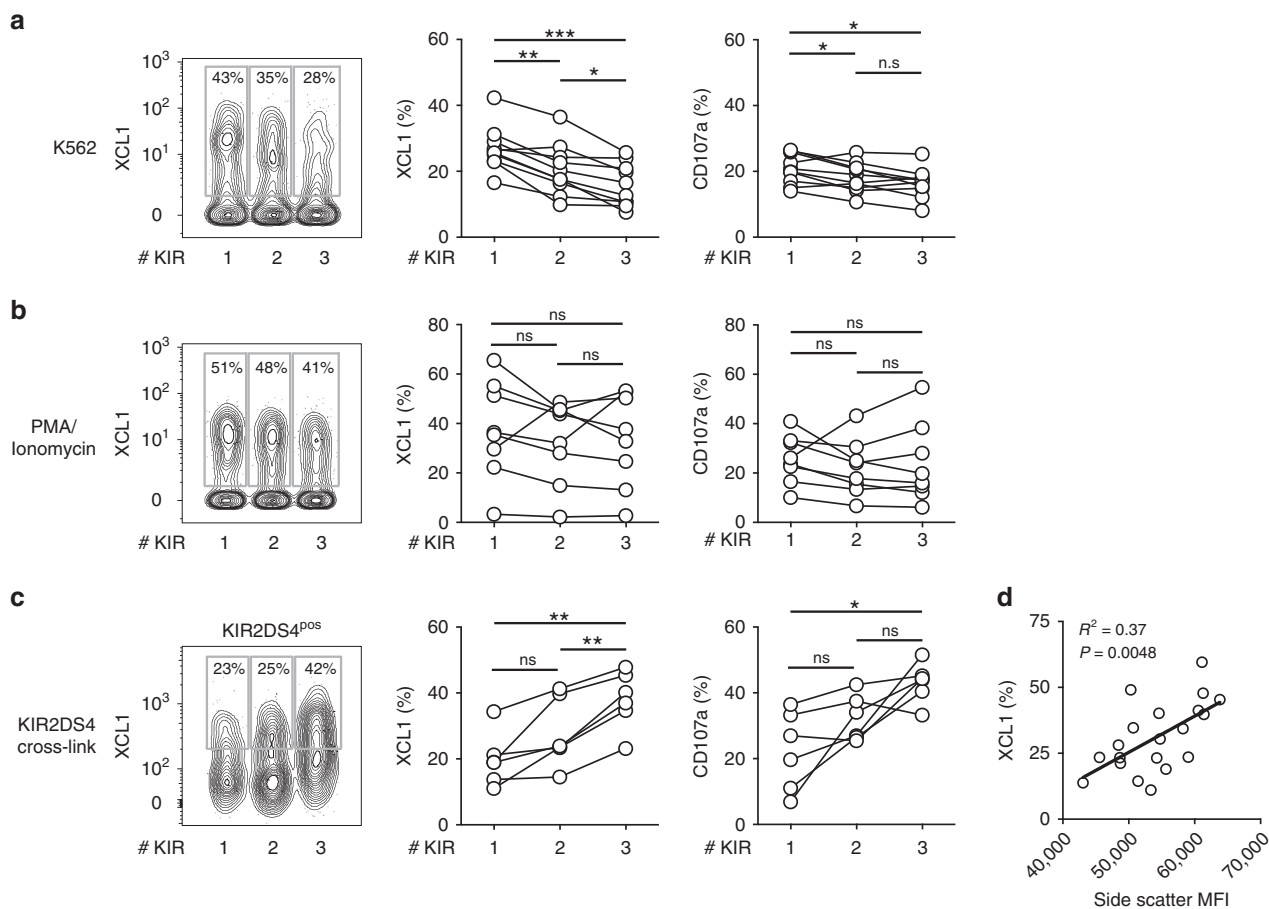 a
K562
XCL1
10³
10²
10¹
0
43% 35% 28%
# KIR 1 2 3
XCL1 (%)
60
40
20
0
***
**
*
# KIR 1 2 3
CD107a (%)
60
40
20
0
*
*
n.s
# KIR 1 2 3
b
PMA/
Ionomycin
XCL1
10³
10²
10¹
0
51% 48% 41%
# KIR 1 2 3
XCL1 (%)
80
60
40
20
0
ns
ns
ns
# KIR 1 2 3
CD107a (%)
80
60
40
20
0
ns
ns
ns
# KIR 1 2 3
c
KIR2DS4
cross-link
KIR2DS4pos
XCL1
10³
10²
0
23% 25% 42%
# KIR 1 2 3
XCL1 (%)
60
40
20
0
**
ns
**
# KIR 1 2 3
CD107a (%)
60
40
20
0
*
ns
ns
# KIR 1 2 3
d
XCL1 (%)
75
50
25
0
R² = 0.37
P = 0.0048
40,000 50,000 60,000 70,000
Side scatter MFI